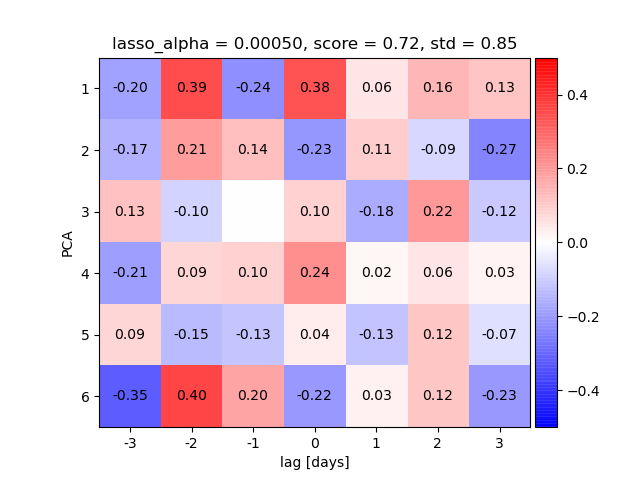 lasso_alpha = 0.00050, score = 0.72, std = 0.85
1 -0.20 0.39 -0.24 0.38 0.06 0.16 0.13
2 -0.17 0.21 0.14 -0.23 0.11 -0.09 -0.27
3 0.13 -0.10 0.10 -0.18 0.22 -0.12
4 -0.21 0.09 0.10 0.24 0.02 0.06 0.03
5 0.09 -0.15 -0.13 0.04 -0.13 0.12 -0.07
6 -0.35 0.40 0.20 -0.22 0.03 0.12 -0.23
-3 -2 -1 0 1 2 3
lag [days]
PCA
0.4
0.2
0.0
−0.2
−0.4